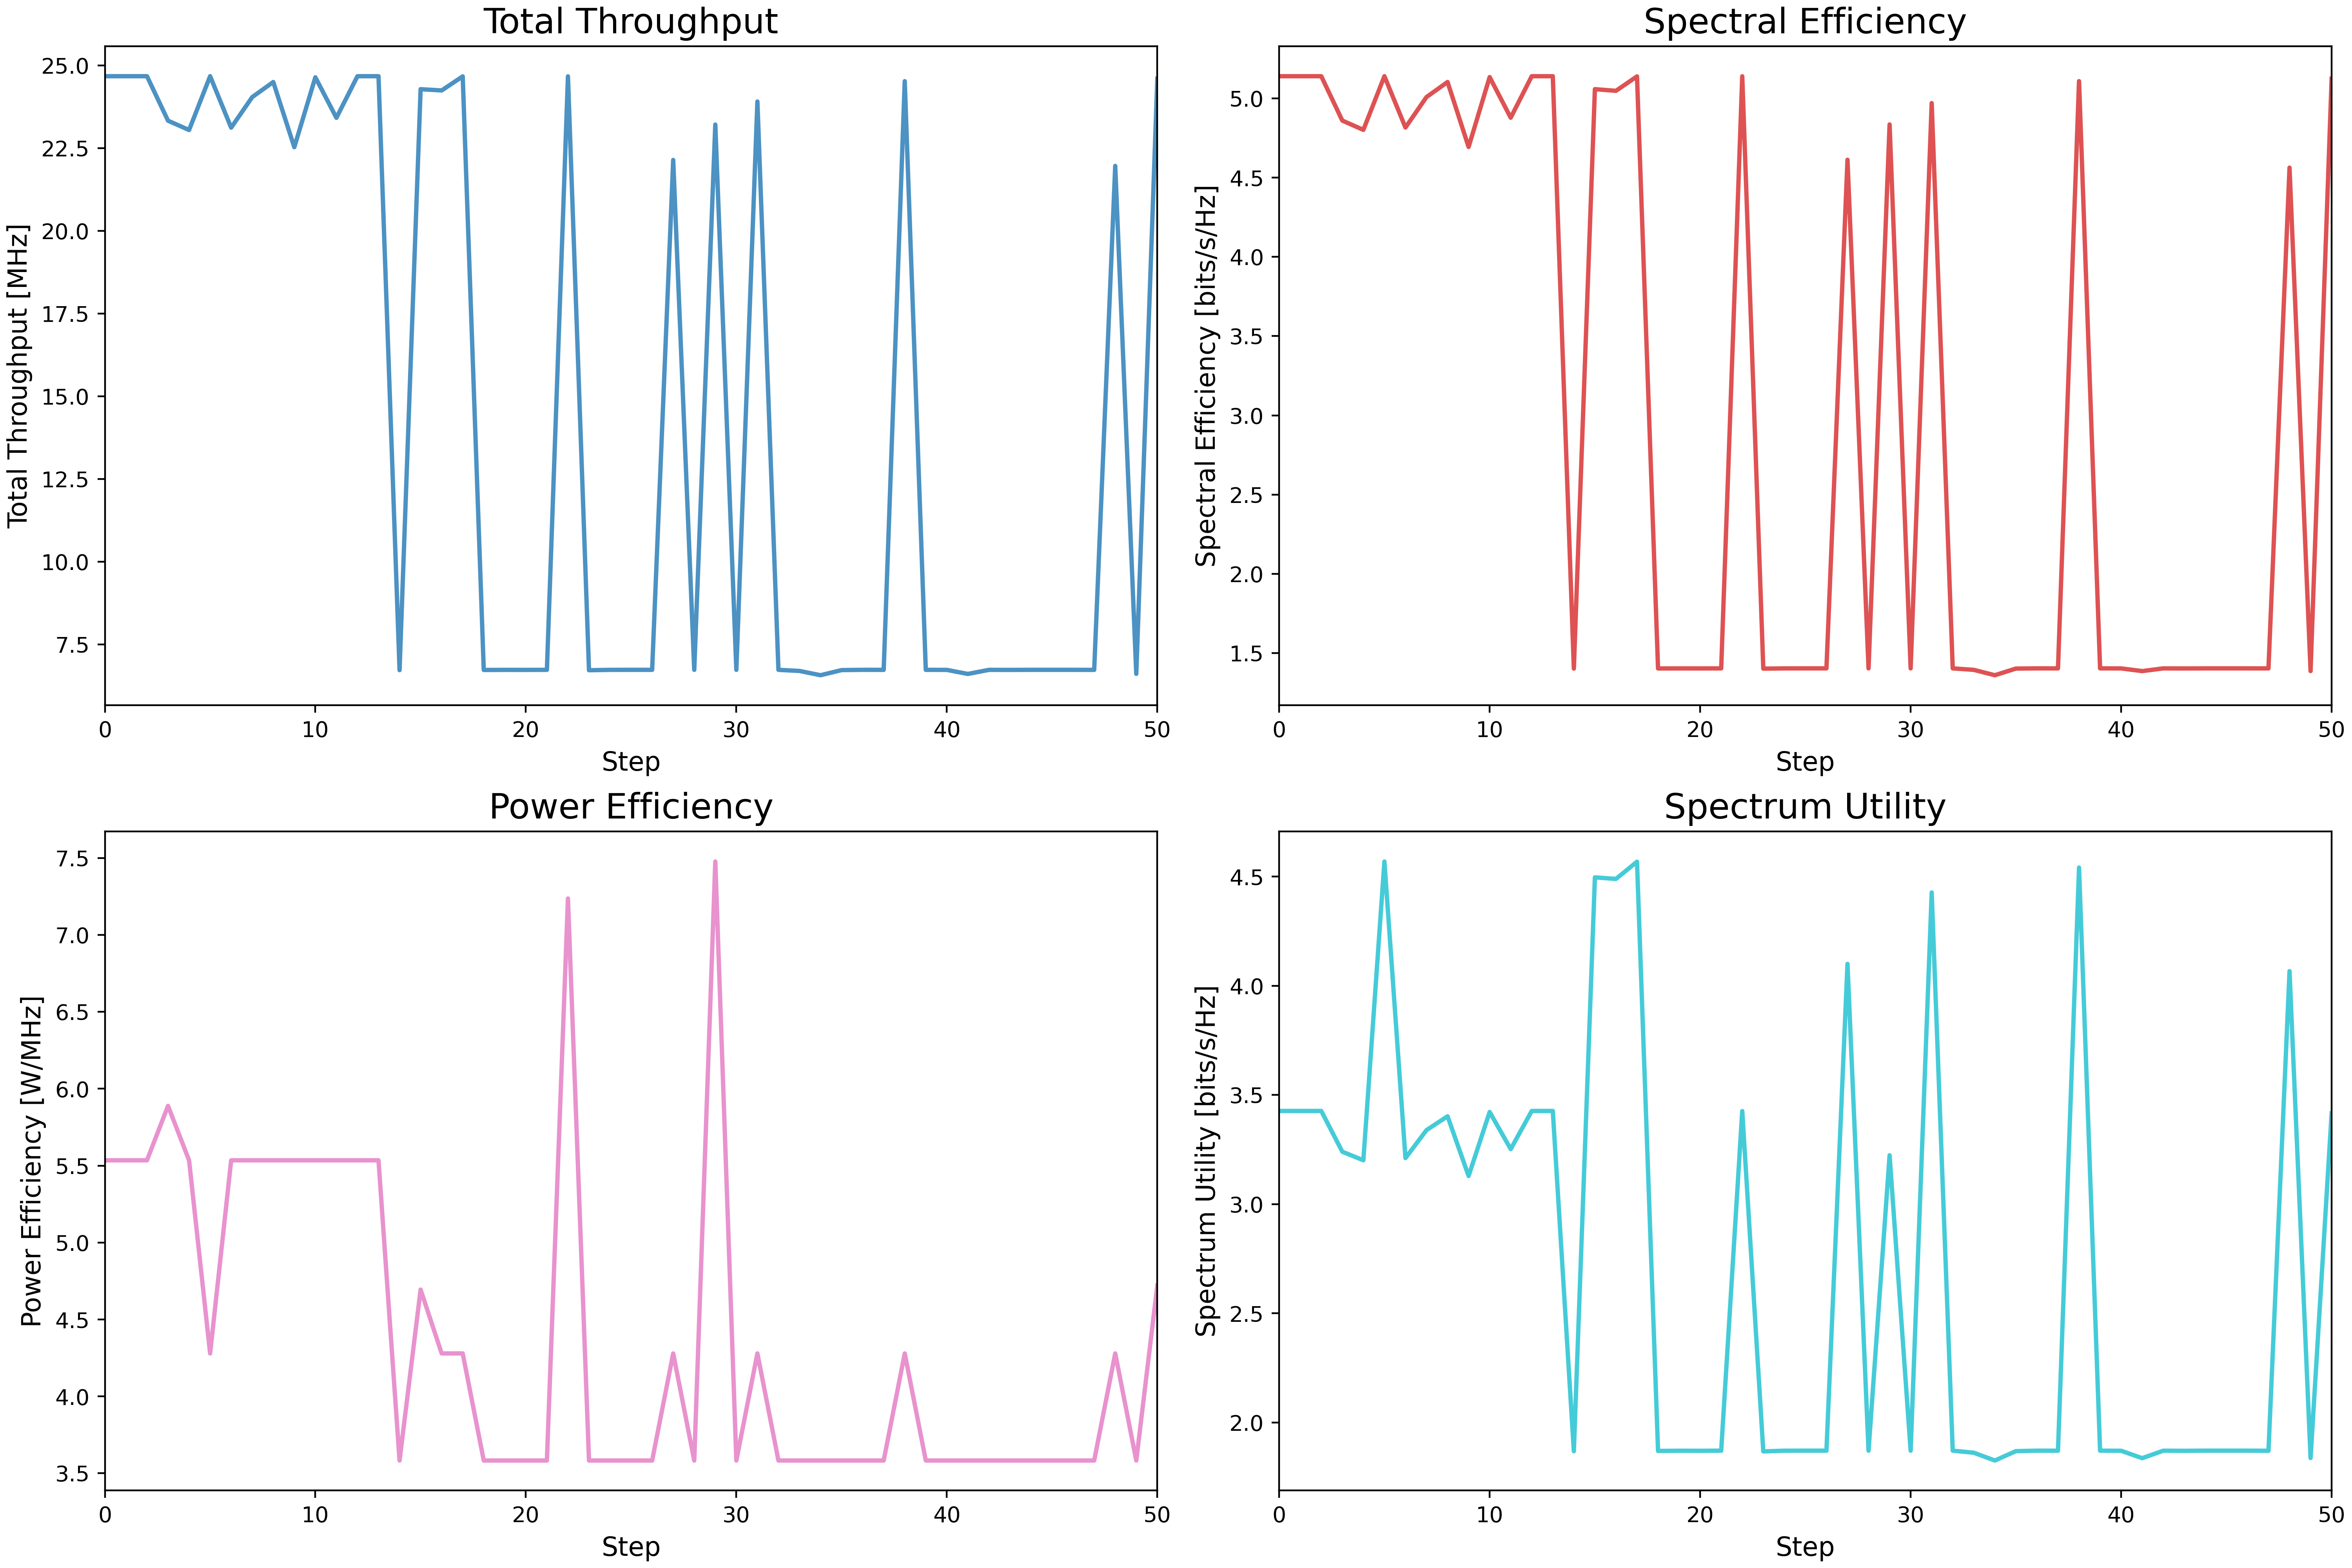 Total Throughput
Total Throughput [MHz]
25.0
22.5
20.0
17.5
15.0
12.5
10.0
7.5
0 10 20 30 40 50
Step
Spectral Efficiency
Spectral Efficiency [bits/s/Hz]
5.0
4.5
4.0
3.5
3.0
2.5
2.0
1.5
0 10 20 30 40 50
Step
Power Efficiency
Power Efficiency [W/MHz]
7.5
7.0
6.5
6.0
5.5
5.0
4.5
4.0
3.5
0 10 20 30 40 50
Step
Spectrum Utility
Spectrum Utility [bits/s/Hz]
4.5
4.0
3.5
3.0
2.5
2.0
0 10 20 30 40 50
Step